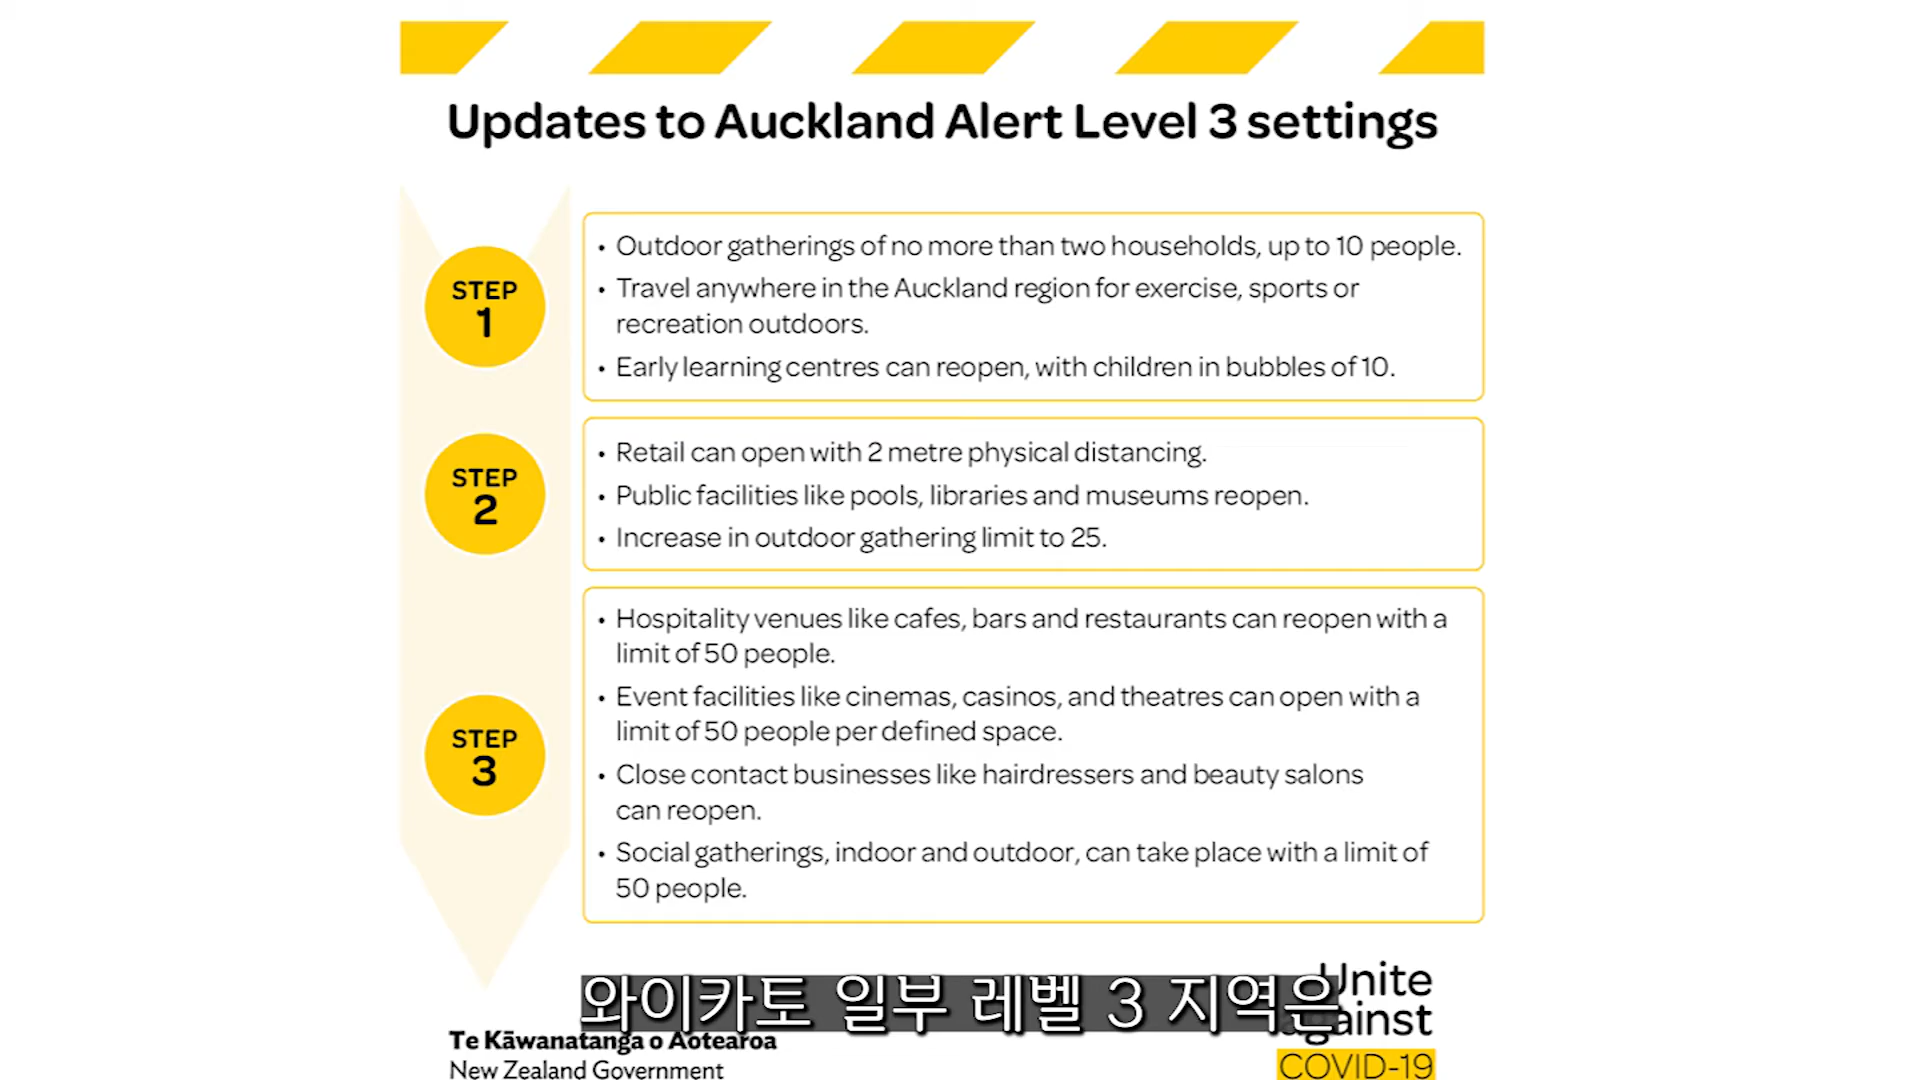 Updates to Auckland Alert Level 3 settings
STEP
1
• Outdoor gatherings of no more than two households, up to 10 people.
• Travel anywhere in the Auckland region for exercise, sports or
recreation outdoors.
• Early learning centres can reopen, with children in bubbles of 10.
STEP
2
• Retail can open with 2 metre physical distancing.
• Public facilities like pools, libraries and museums reopen.
• Increase in outdoor gathering limit to 25.
STEP
3
• Hospitality venues like cafes, bars and restaurants can reopen with a
limit of 50 people.
• Event facilities like cinemas, casinos, and theatres can open with a
limit of 50 people per defined space.
• Close contact businesses like hairdressers and beauty salons
can reopen.
• Social gatherings, indoor and outdoor, can take place with a limit of
50 people.
와이카토 일부 레벨 3 지역은
Te Kāwanatanga o Aotearoa
New Zealand Government
Unite
against
COVID-19